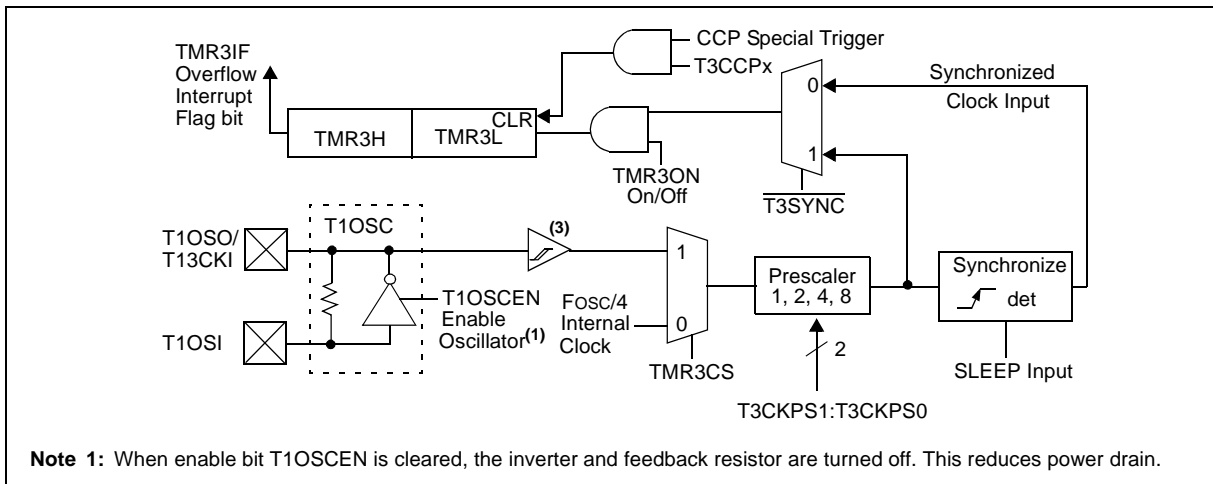 TMR3IF
Overflow
Interrupt
Flag bit
TMR3H
TMR3L
CLR
CCP Special Trigger
T3CCPx
TMR3ON
On/Off
0
1
T3SYNC
Synchronized
Clock Input
T1OSO/
T13CKI
T1OSI
T1OSC
T1OSCEN
Enable
Oscillator(1)
(3)
FOSC/4
Internal
Clock
1
0
TMR3CS
Prescaler
1, 2, 4, 8
2
T3CKPS1:T3CKPS0
Synchronize
det
SLEEP Input
Note 1: When enable bit T1OSCEN is cleared, the inverter and feedback resistor are turned off. This reduces power drain.